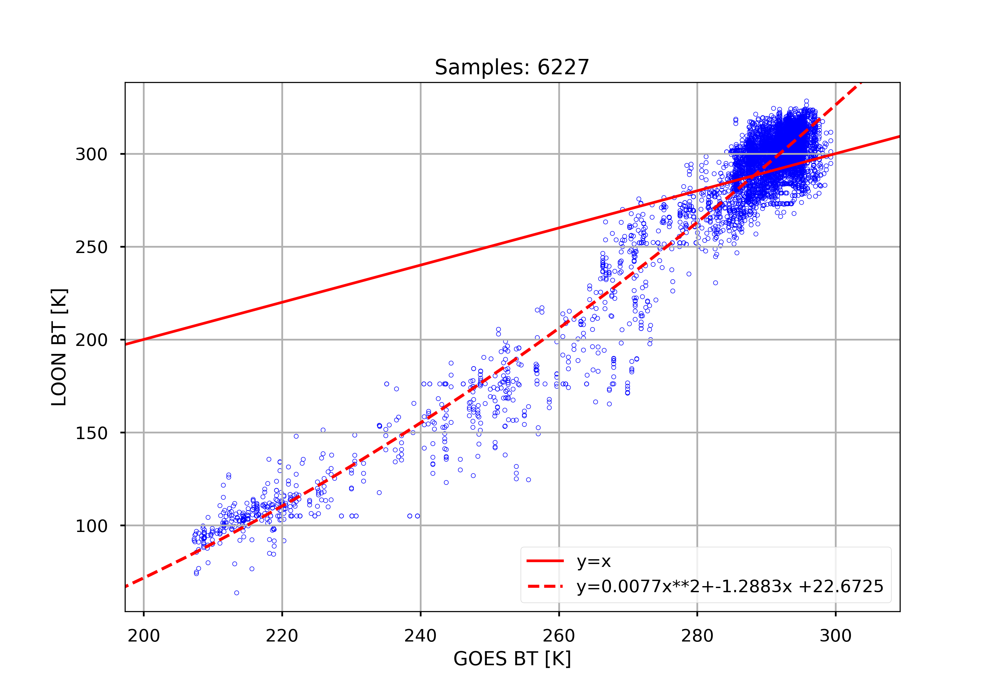 Samples: 6227
300
250
200
150
100
LOON BT [K]
y=x
y=0.0077x**2+-1.2883x +22.6725
200 220 240 260 280 300
GOES BT [K]